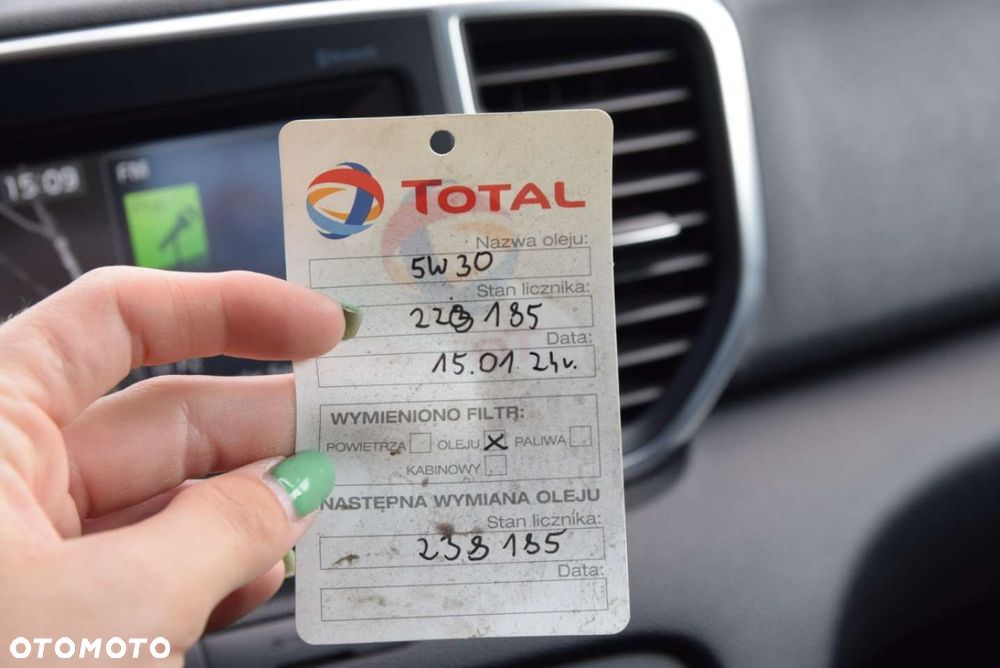 15:09 FM
TOTAL
Nazwa oleju:
5W30
Stan licznika:
223 185
Data:
15.01.24r.
WYMIENIONO FILTR:
POWIETRZA OLEJU X PALIWA
KABINOWY
NASTĘPNA WYMIANA OLEJU
Stan licznika:
238 185
Data:
OTOMOTO